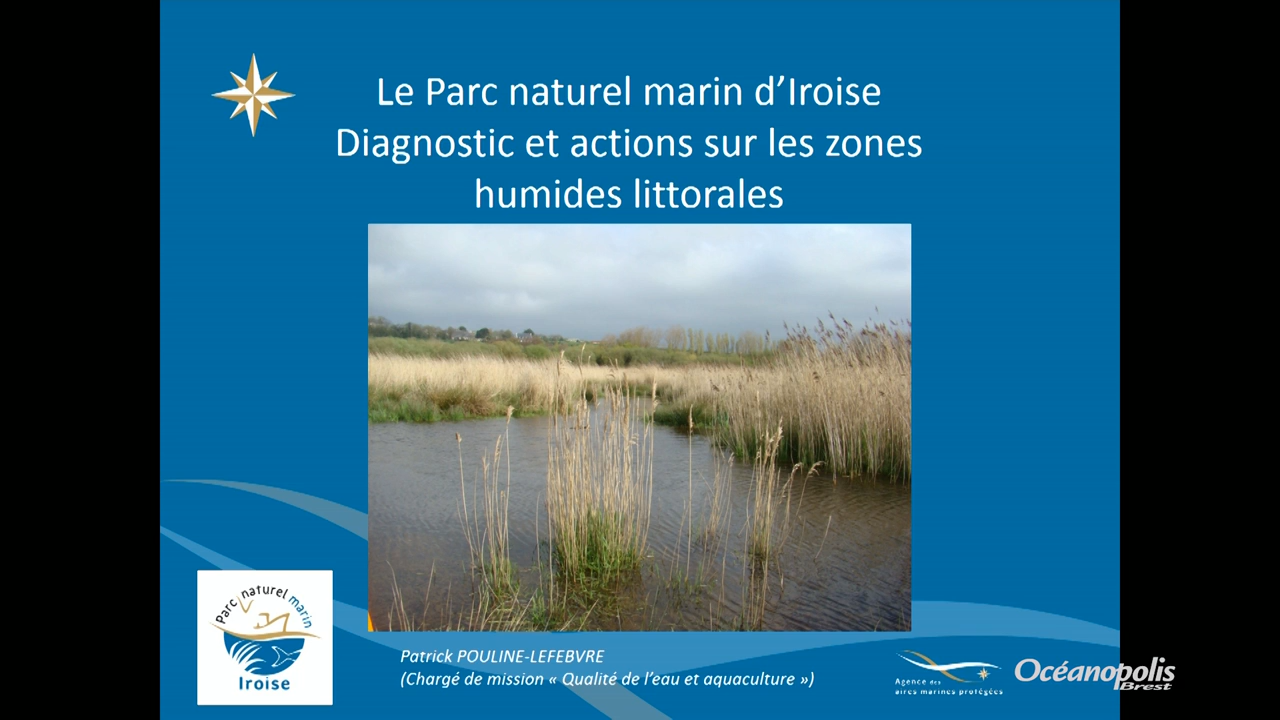 Le Parc naturel marin d’Iroise
Diagnostic et actions sur les zones
humides littorales
Parc naturel marin
Iroise
Patrick POULINE-LEFEBVRE
(Chargé de mission « Qualité de l’eau et aquaculture »)
Agence des
aires marines protégées
Océanopolis
Brest